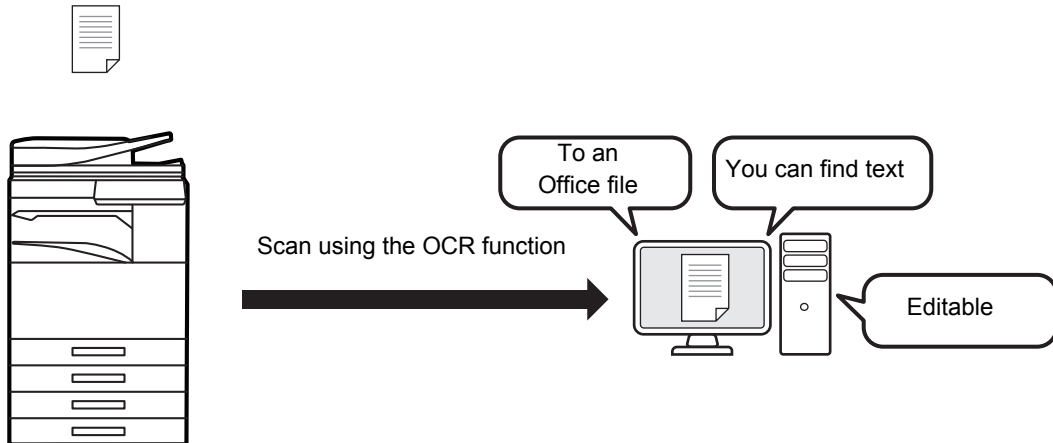 To an
Office file
You can find text
Scan using the OCR function
Editable